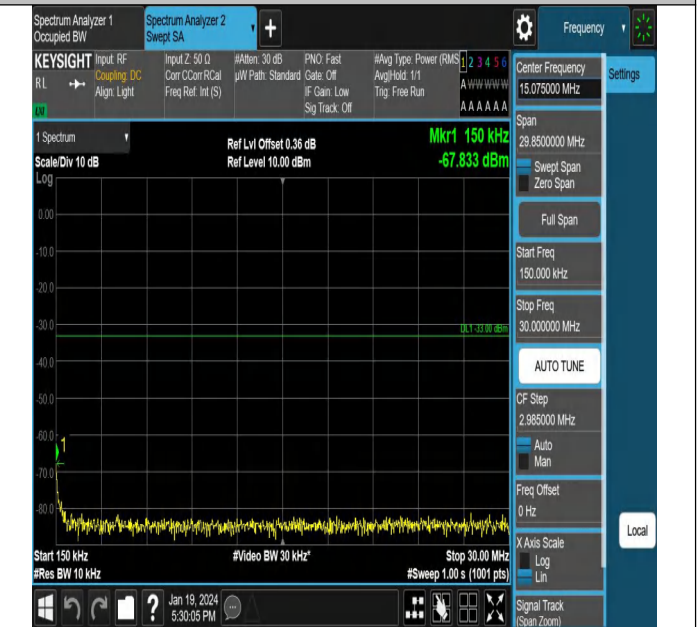 Spectrum Analyzer 1
Occupied BW
Spectrum Analyzer 2
Swept SA
+
Frequency
KEYSIGHT
RL
Input: RF
Coupling: DC
Align: Light
Input Z: 50 Ω
Corr CCorr RCal
Freq Ref: Int (S)
#Atten: 30 dB
µW Path: Standard
PNO: Fast
Gate: Off
IF Gain: Low
Sig Track: Off
#Avg Type: Power (RMS
Avg|Hold: 1/1
Trig: Free Run
1 2 3 4 5 6
A W W W W W
A A A A A A
1 Spectrum
Scale/Div 10 dB
Log
Ref Lvl Offset 0.36 dB
Ref Level 10.00 dBm
Mkr1 150 kHz
-67.833 dBm
0.00
-10.0
-20.0
-30.0
DL1 -33.00 dBm
-40.0
-50.0
-60.0
1
-70.0
-80.0
Start 150 kHz
#Video BW 30 kHz*
Stop 30.00 MHz
#Res BW 10 kHz
#Sweep 1.00 s (1001 pts)
?
Jan 19, 2024
5:30:05 PM
Center Frequency
15.075000 MHz
Settings
Span
29.8500000 MHz
Swept Span
Zero Span
Full Span
Start Freq
150.000 kHz
Stop Freq
30.000000 MHz
AUTO TUNE
CF Step
2.985000 MHz
Auto
Man
Freq Offset
0 Hz
X Axis Scale
Log
Lin
Local
Signal Track
(Span Zoom)